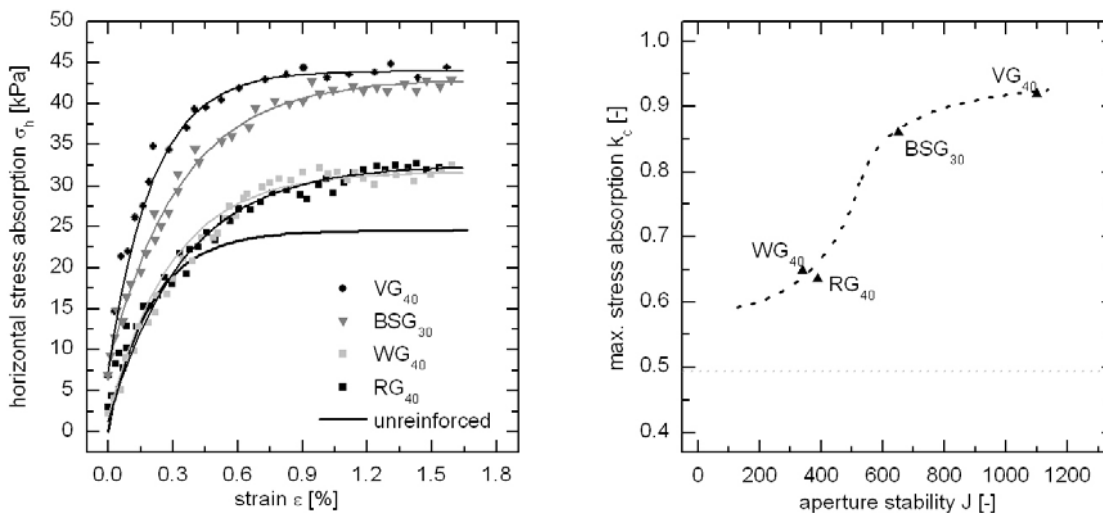 horizontal stress absorption σh [kPa]
50
45
40
35
30
25
20
15
10
5
0
0.0 0.3 0.6 0.9 1.2 1.5 1.8
strain ε [%]
VG40
BSG30
WG40
RG40
unreinforced
max. stress absorption kc [-]
1.0
0.9
0.8
0.7
0.6
0.5
0.4
0 200 400 600 800 1000 1200
aperture stability J [-]
VG40
BSG30
WG40
RG40